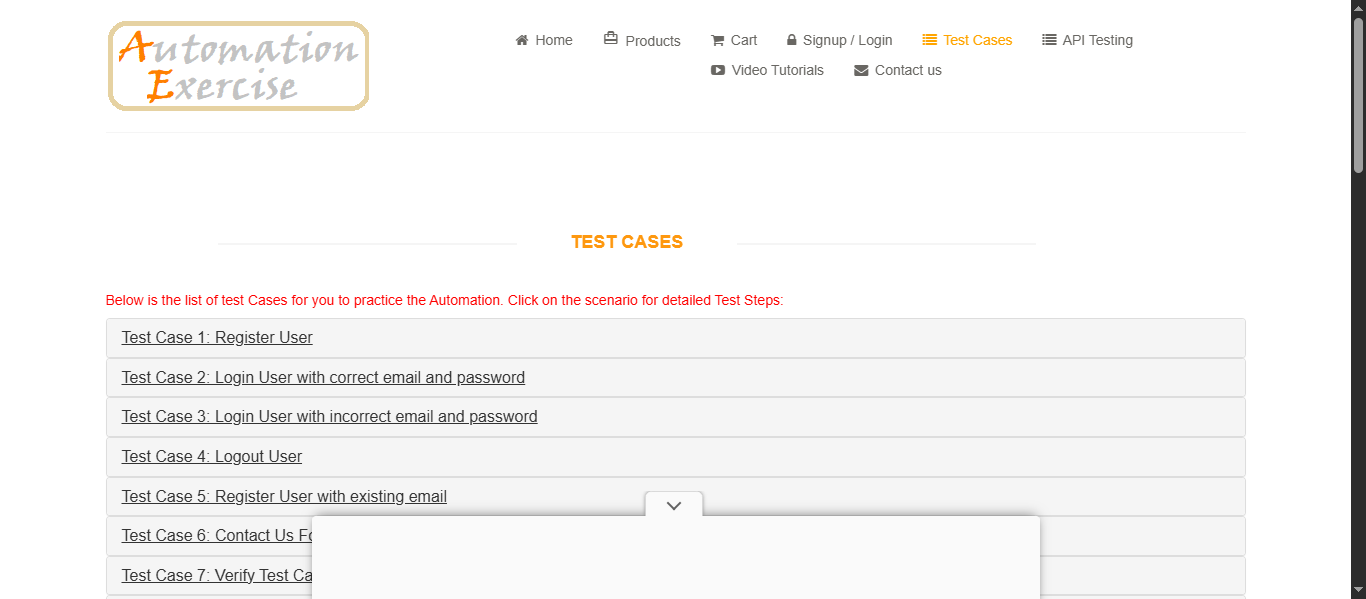 Automation
Exercise
Home
Products
Cart
Signup / Login
Test Cases
API Testing
Video Tutorials
Contact us
TEST CASES
Below is the list of test Cases for you to practice the Automation. Click on the scenario for detailed Test Steps:
Test Case 1: Register User
Test Case 2: Login User with correct email and password
Test Case 3: Login User with incorrect email and password
Test Case 4: Logout User
Test Case 5: Register User with existing email
Test Case 6: Contact Us
Test Case 7: Verify Test